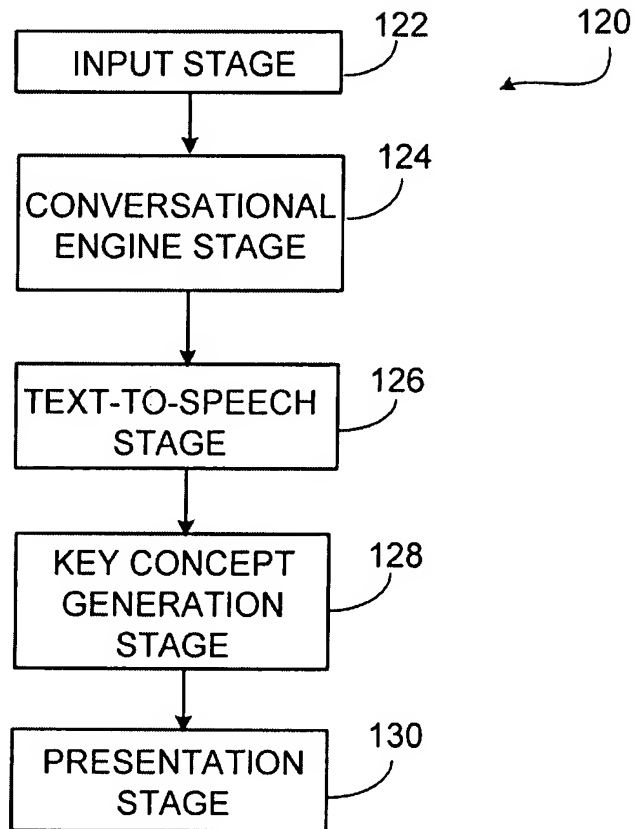 122
120
INPUT STAGE
124
CONVERSATIONAL
ENGINE STAGE
126
TEXT-TO-SPEECH
STAGE
128
KEY CONCEPT
GENERATION
STAGE
130
PRESENTATION
STAGE